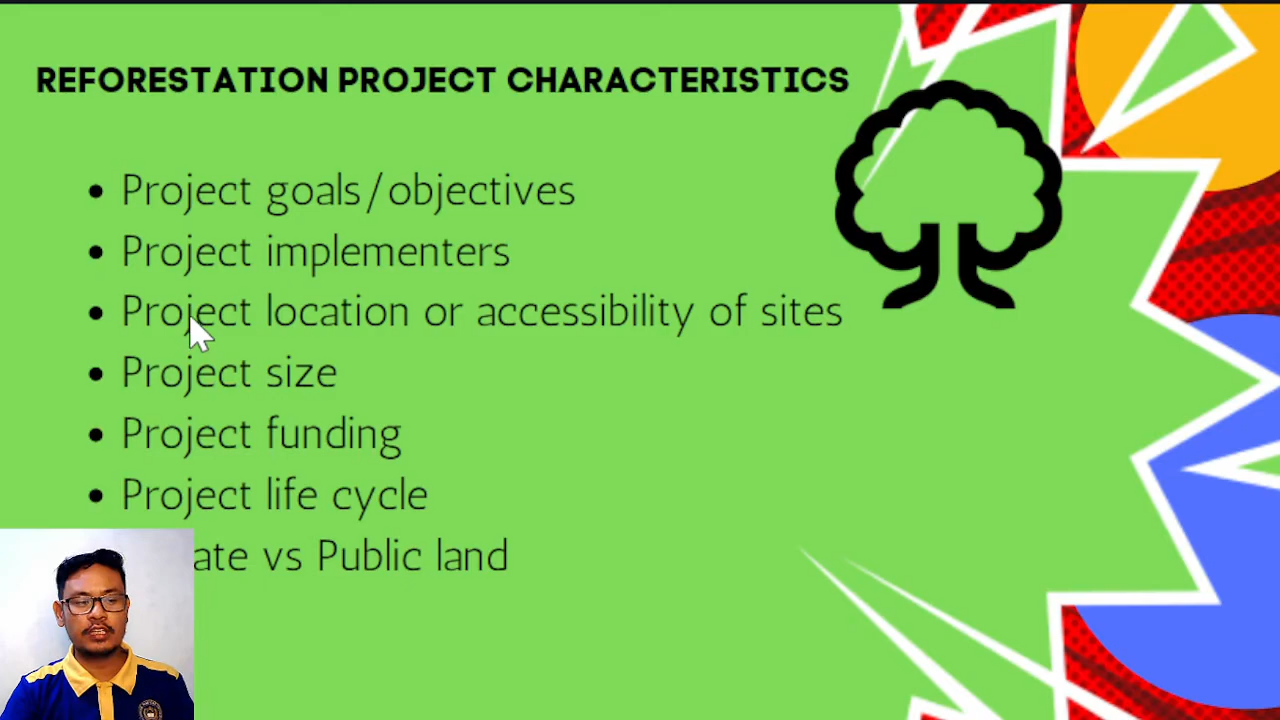 REFORESTATION PROJECT CHARACTERISTICS
• Project goals/objectives
• Project implementers
• Project location or accessibility of sites
• Project size
• Project funding
• Project life cycle
vs Public land